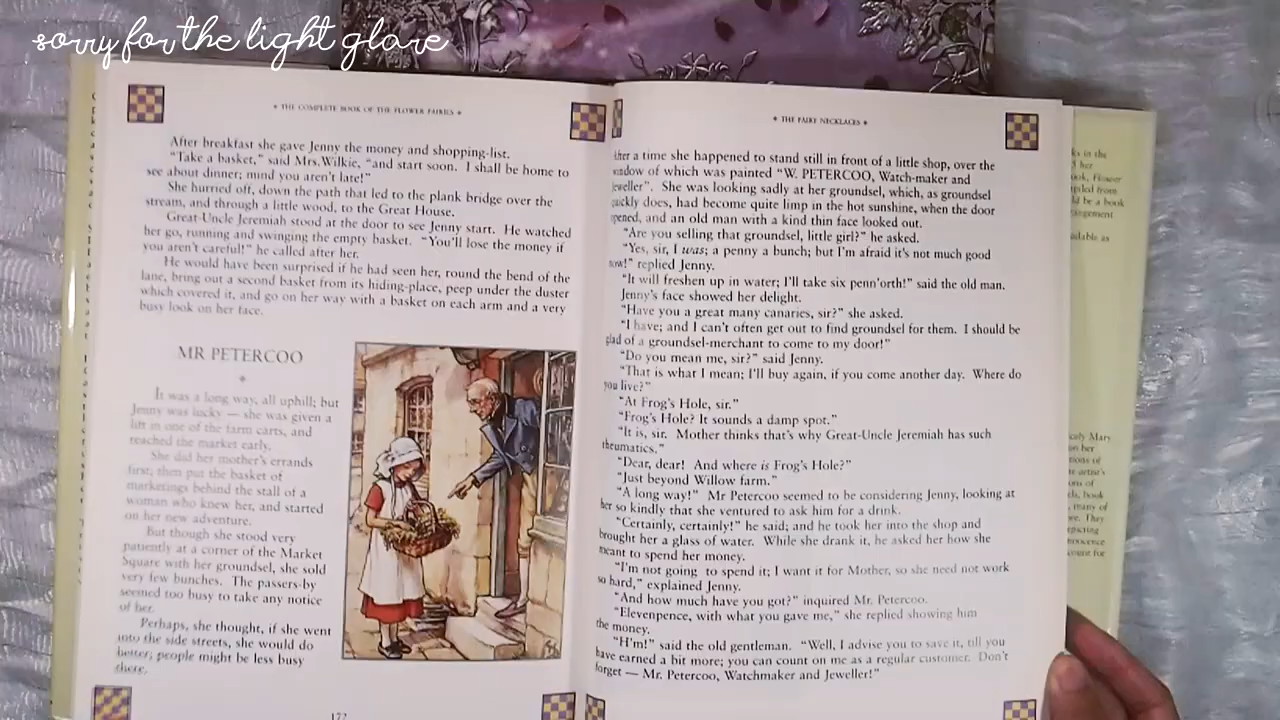 sorry for the light glare
✦ THE COMPLETE BOOK OF THE FLOWER FAIRIES ✦
After breakfast she gave Jenny the money and shopping-list.
"Take a basket," said Mrs. Wilkie, "and start soon. I shall be home to
see about dinner; mind you aren't late!"
She hurried off, down the path that led to the plank bridge over the
stream, and through a little wood, to the Great House.
Great-Uncle Jeremiah stood at the door to see Jenny start. He watched
her go, running and swinging the empty basket. "You'll lose the money if
you aren't careful!" he called after her.
He would have been surprised if he had seen her, round the bend of the
lane, bring out a second basket from its hiding-place, peep under the duster
which covered it, and go on her way with a basket on each arm and a very
busy look on her face.
MR PETERCOO
It was a long way, all uphill; but
Jenny was lucky — she was given a
lift in one of the farm carts, and
reached the market early.
She did her mother's errands
first; then put the basket of
marketings behind the stall of a
woman who knew her, and started
on her new adventure.
But though she stood very
patiently at a corner of the Market
Square with her groundsel, she sold
very few bunches. The passers-by
seemed too busy to take any notice
of her.
Perhaps, she thought, if she went
into the side streets, she would do
better; people might be less busy
there.
172
✦ THE FAIRY NECKLACES ✦
After a time she happened to stand still in front of a little shop, over the
window of which was painted "W. PETERCOO, Watch-maker and
Jeweller". She was looking sadly at her groundsel, which, as groundsel
quickly does, had become quite limp in the hot sunshine, when the door
opened, and an old man with a kind thin face looked out.
"Are you selling that groundsel, little girl?" he asked.
"Yes, sir, I was; a penny a bunch; but I'm afraid it's not much good
now!" replied Jenny.
"It will freshen up in water; I'll take six penn'orth!" said the old man.
Jenny's face showed her delight.
"Have you a great many canaries, sir?" she asked.
"I have; and I can't often get out to find groundsel for them. I should be
glad of a groundsel-merchant to come to my door!"
"Do you mean me, sir?" said Jenny.
"That is what I mean; I'll buy again, if you come another day. Where do
you live?"
"At Frog's Hole, sir."
"Frog's Hole? It sounds a damp spot."
"It is, sir. Mother thinks that's why Great-Uncle Jeremiah has such
rheumatics."
"Dear, dear! And where is Frog's Hole?"
"Just beyond Willow farm."
"A long way!" Mr Petercoo seemed to be considering Jenny, looking at
her so kindly that she ventured to ask him for a drink.
"Certainly, certainly!" he said; and he took her into the shop and
brought her a glass of water. While she drank it, he asked her how she
meant to spend her money.
"I'm not going to spend it; I want it for Mother, so she need not work
so hard," explained Jenny.
"And how much have you got?" inquired Mr. Petercoo.
"Elevenpence, with what you gave me," she replied showing him
the money.
"H'm!" said the old gentleman. "Well, I advise you to save it, till you
have earned a bit more; you can count on me as a regular customer. Don't
forget — Mr. Petercoo, Watchmaker and Jeweller!"